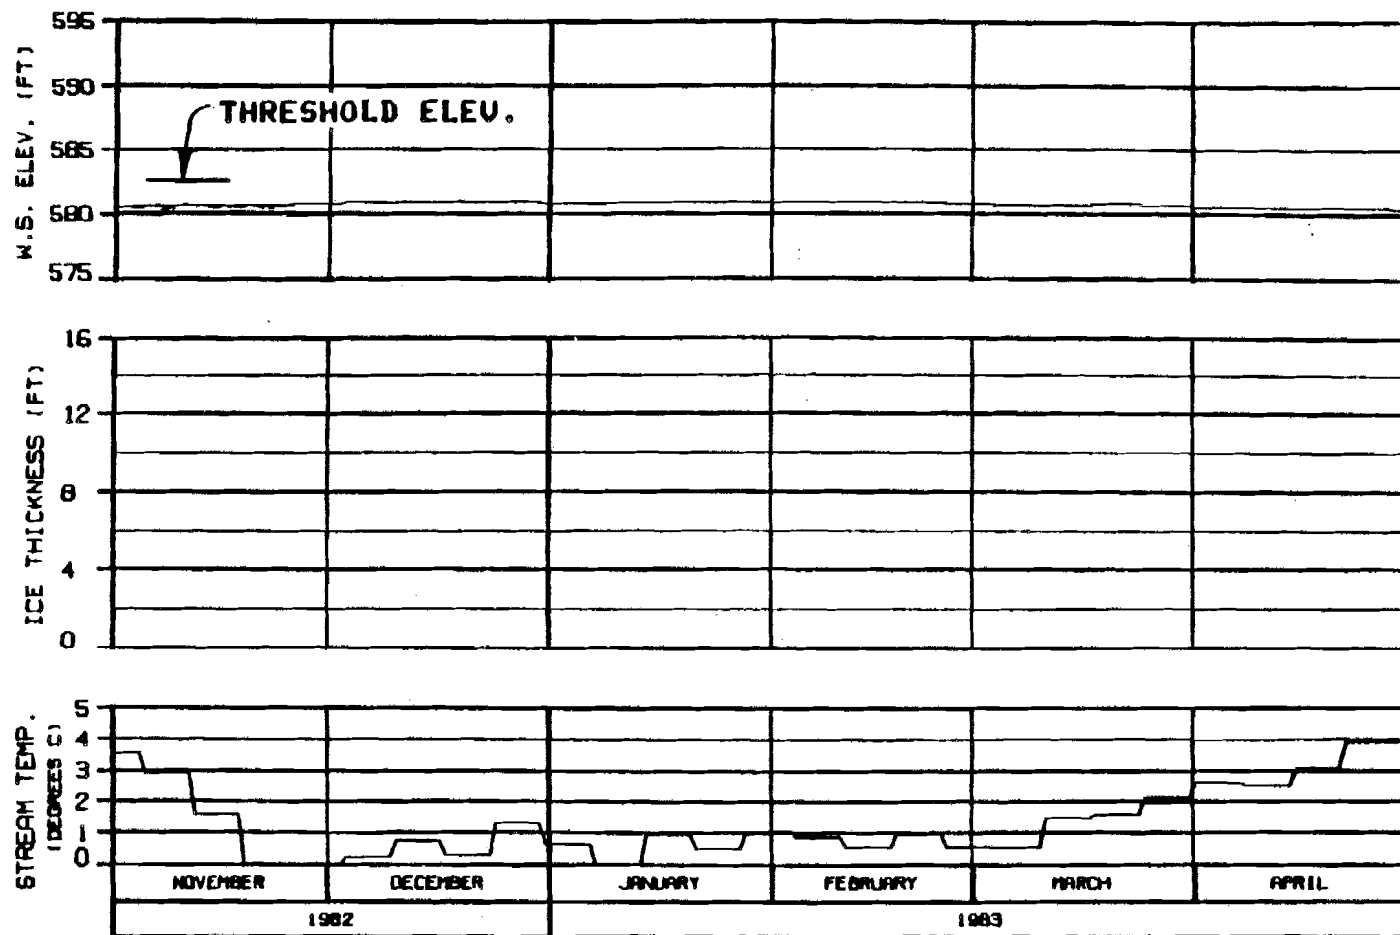 595
590
585
580
575
W.S. ELEV. (FT)
THRESHOLD ELEV.
16
12
8
4
0
ICE THICKNESS (FT)
5
4
3
2
1
0
STREAM TEMP.
(DEGREES C)
NOVEMBER DECEMBER JANUARY FEBRUARY MARCH APRIL
1982 1983